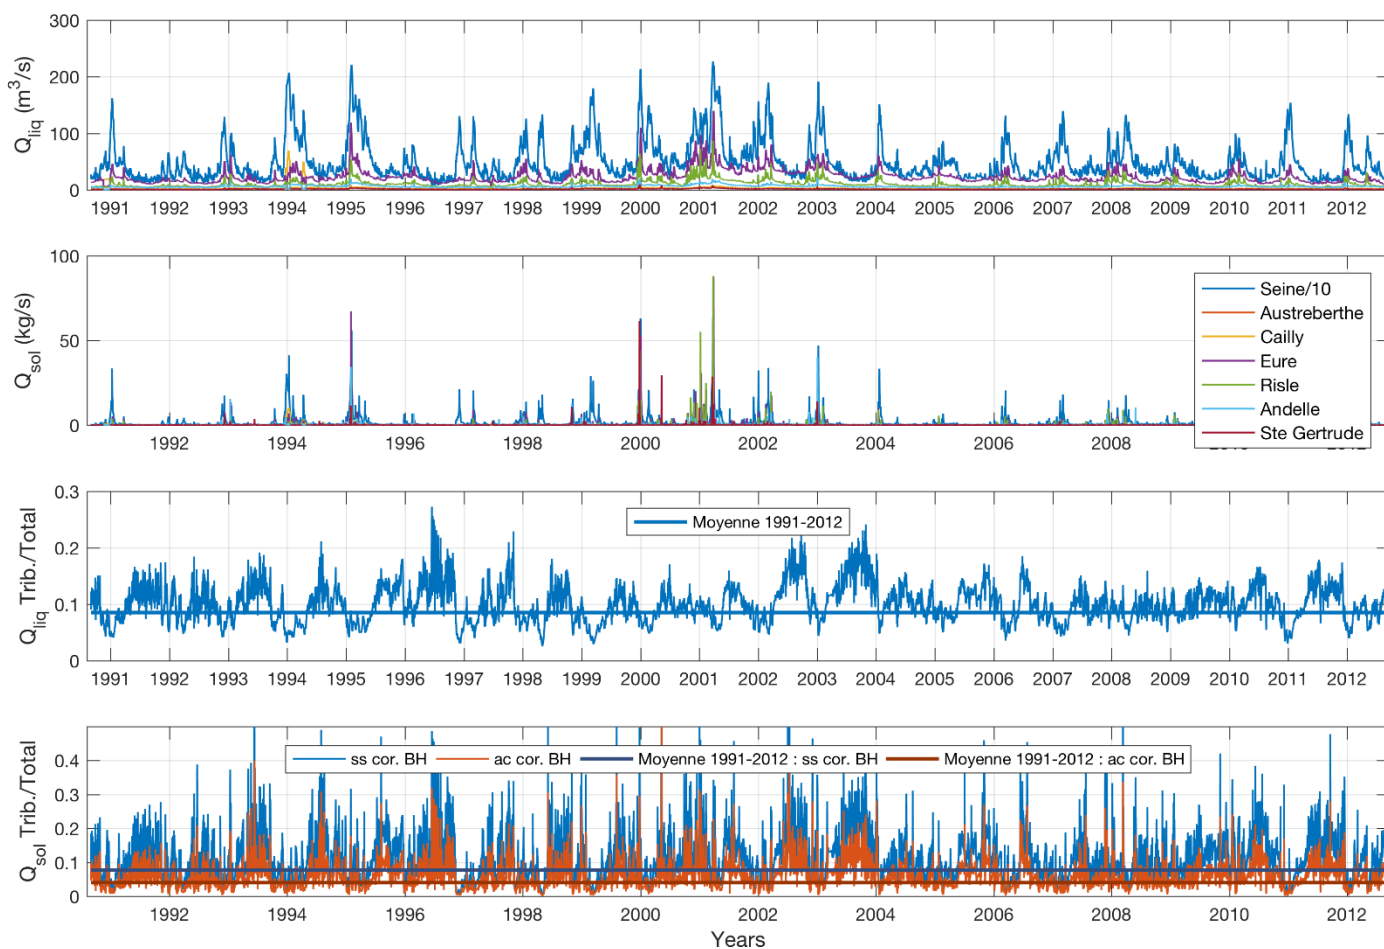 300
200
100
0
Q_liq (m³/s)
1991 1992 1993 1994 1995 1996 1997 1998 1999 2000 2001 2002 2003 2004 2005 2006 2007 2008 2009 2010 2011 2012
100
50
0
Q_sol (kg/s)
Seine/10
Austreberthe
Cailly
Eure
Risle
Andelle
Ste Gertrude
1992 1994 1996 1998 2000 2002 2004 2006 2008
0.3
0.2
0.1
0
Q_liq Trib./Total
Moyenne 1991-2012
1991 1992 1993 1994 1995 1996 1997 1998 1999 2000 2001 2002 2003 2004 2005 2006 2007 2008 2009 2010 2011 2012
0.4
0.3
0.2
0.1
0
Q_sol Trib./Total
ss cor. BH ac cor. BH Moyenne 1991-2012 : ss cor. BH Moyenne 1991-2012 : ac cor. BH
1992 1994 1996 1998 2000 2002 2004 2006 2008 2010 2012
Years